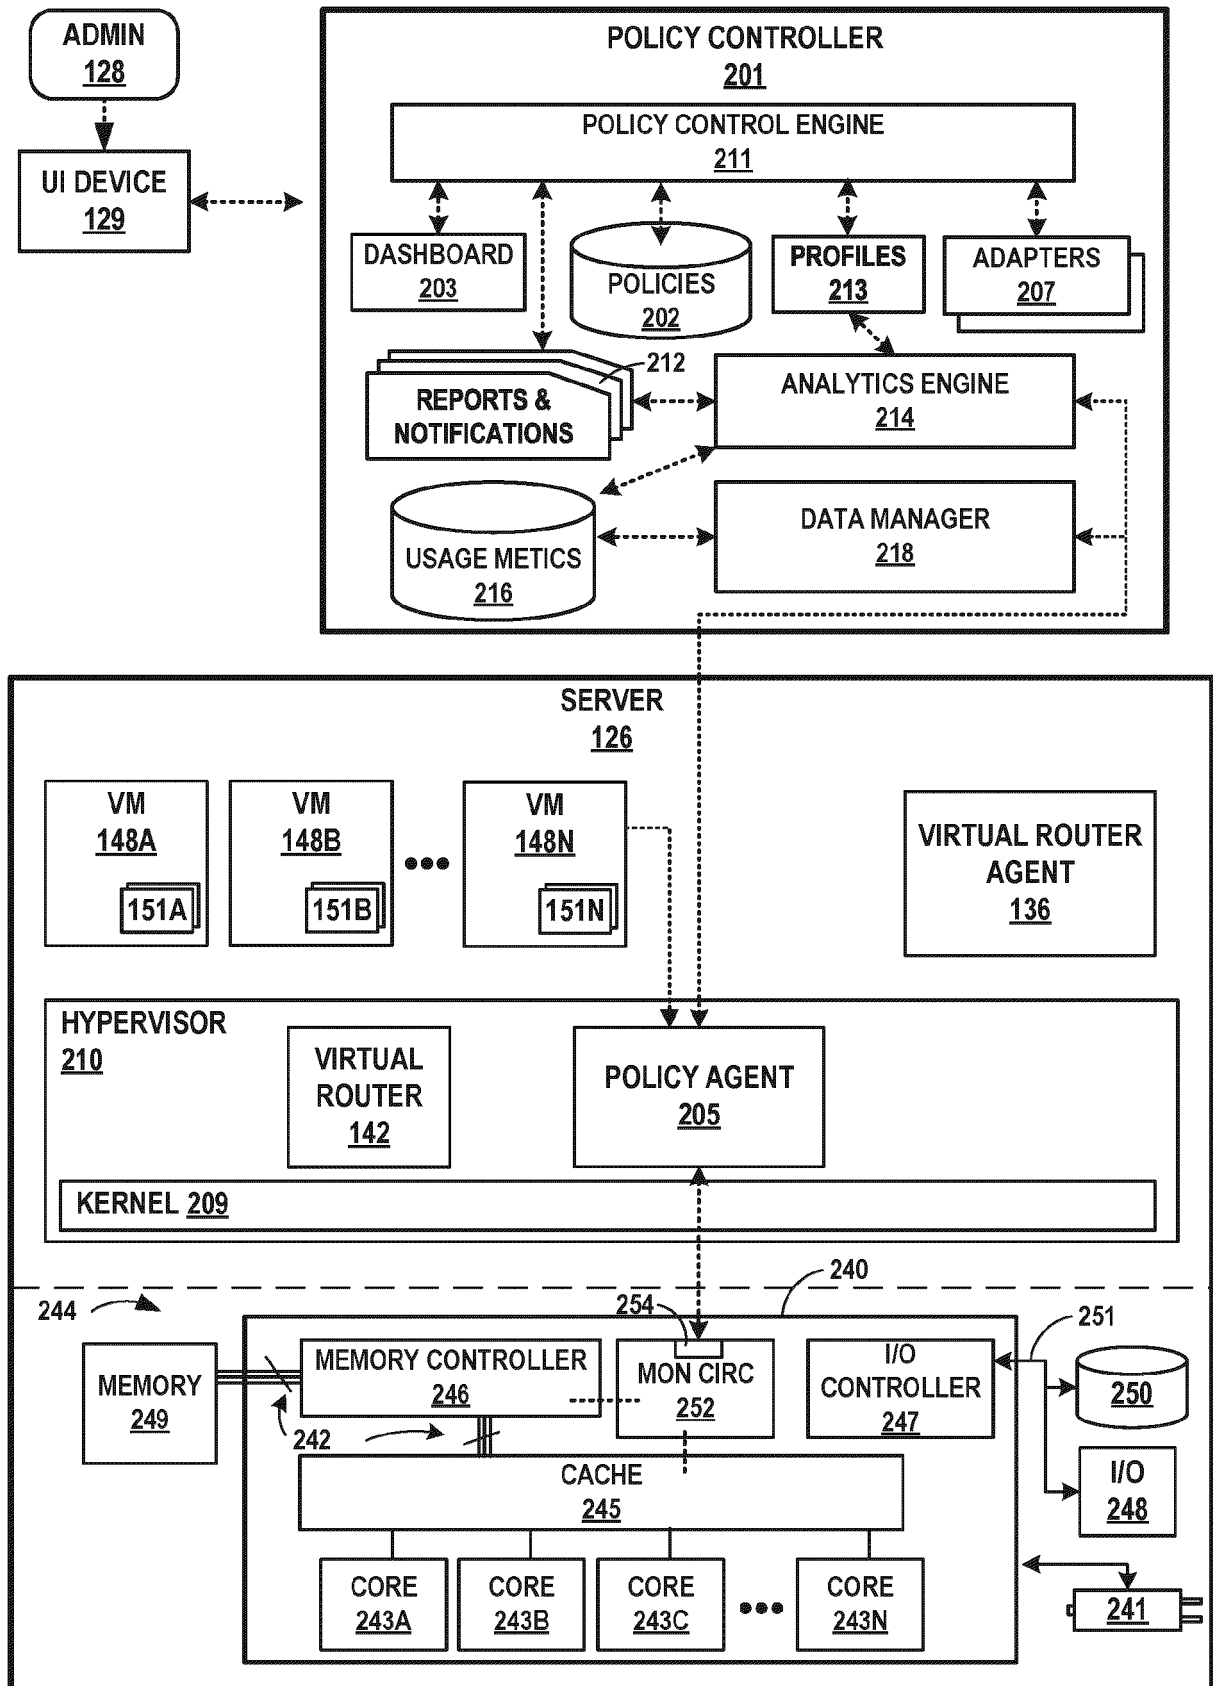 ADMIN
128
UI DEVICE
129
POLICY CONTROLLER
201
POLICY CONTROL ENGINE
211
DASHBOARD
203
POLICIES
202
PROFILES
213
ADAPTERS
207
212
REPORTS &
NOTIFICATIONS
ANALYTICS ENGINE
214
USAGE METICS
216
DATA MANAGER
218
SERVER
126
VM
148A
151A
VM
148B
151B
VM
148N
151N
VIRTUAL ROUTER
AGENT
136
HYPERVISOR
210
VIRTUAL
ROUTER
142
POLICY AGENT
205
KERNEL 209
244
240
254
251
MEMORY
249
MEMORY CONTROLLER
246
MON CIRC
252
I/O
CONTROLLER
247
250
242
CACHE
245
I/O
248
CORE
243A
CORE
243B
CORE
243C
CORE
243N
241